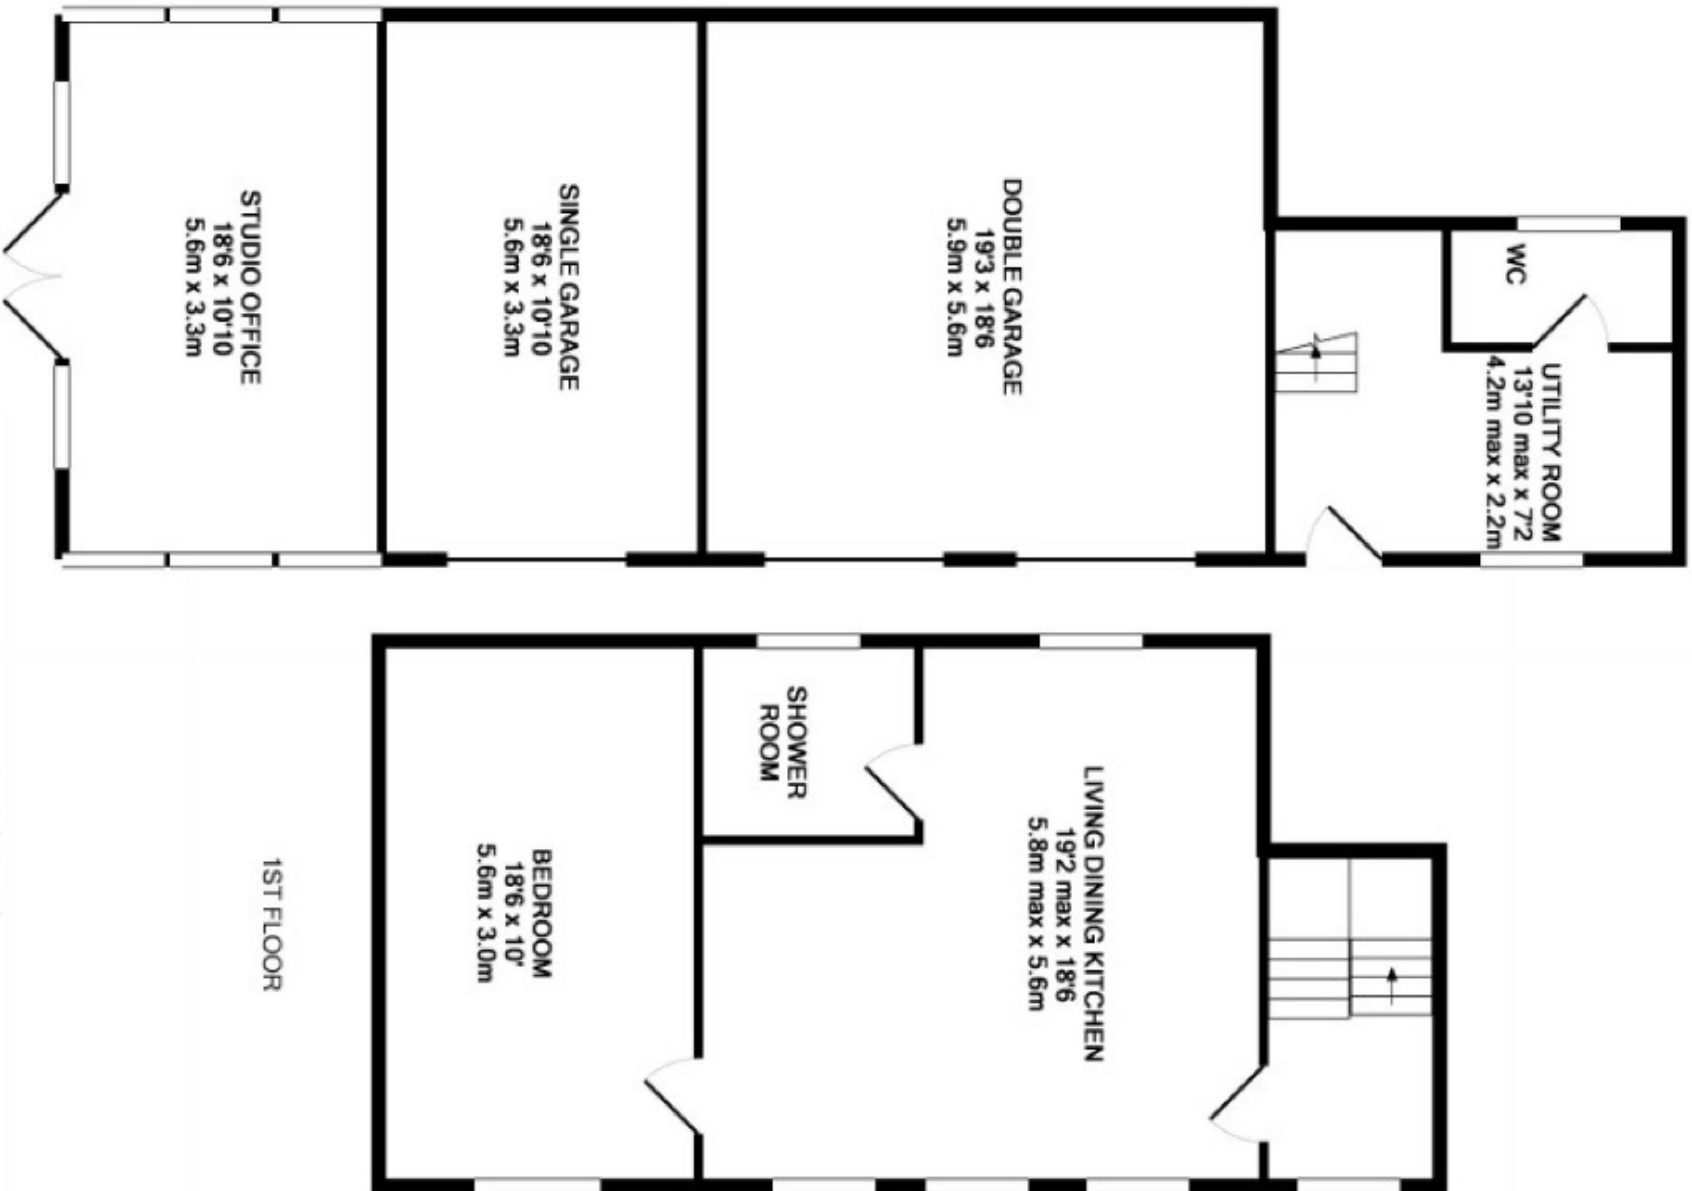 STUDIO OFFICE
18'6 x 10'10
5.6m x 3.3m
SINGLE GARAGE
18'6 x 10'10
5.6m x 3.3m
DOUBLE GARAGE
19'3 x 18'6
5.9m x 5.6m
WC
UTILITY ROOM
13'10 max x 7'2
4.2m max x 2.2m
SHOWER
ROOM
LIVING DINING KITCHEN
19'2 max x 18'6
5.8m max x 5.6m
BEDROOM
18'6 x 10'
5.6m x 3.0m
1ST FLOOR